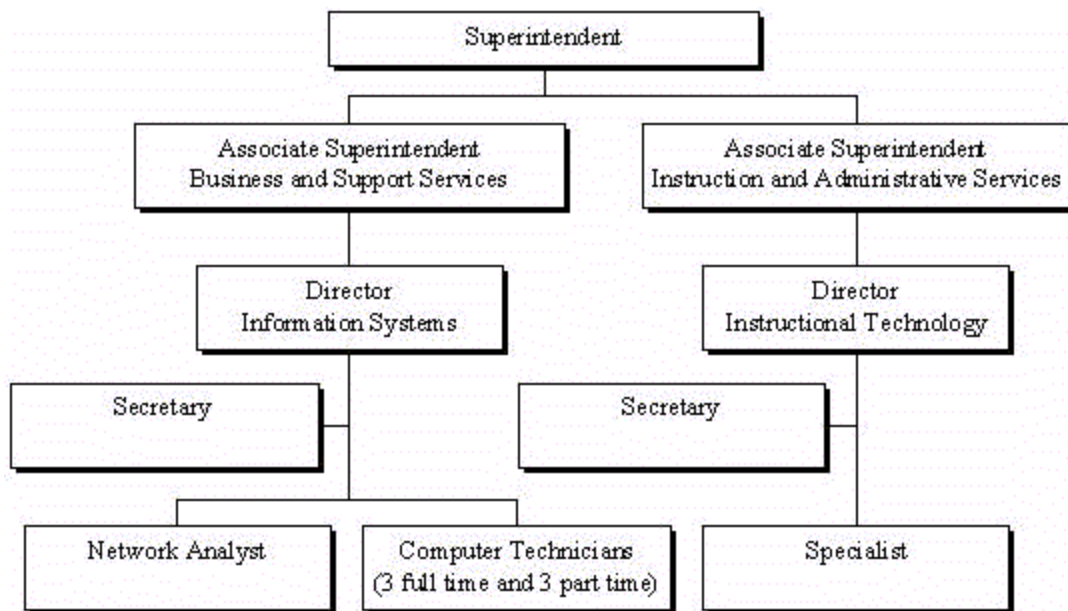 Superintendent
Associate Superintendent
Business and Support Services
Associate Superintendent
Instruction and Administrative Services
Director
Information Systems
Director
Instructional Technology
Secretary
Secretary
Network Analyst
Computer Technicians
(3 full time and 3 part time)
Specialist